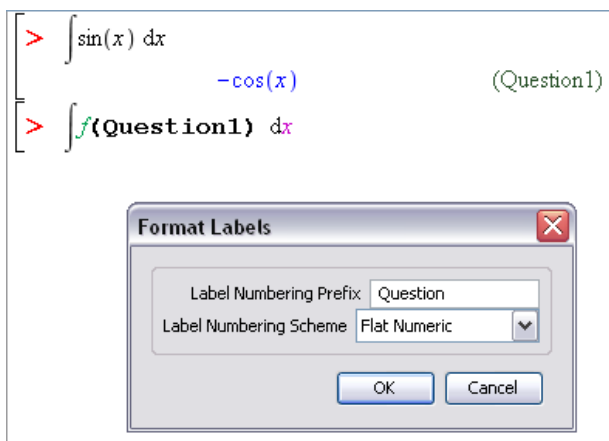 > ∫sin(x) dx
-cos(x) (Question1)
> ∫f(Question1) dx
Format Labels
Label Numbering Prefix Question
Label Numbering Scheme Flat Numeric
OK Cancel